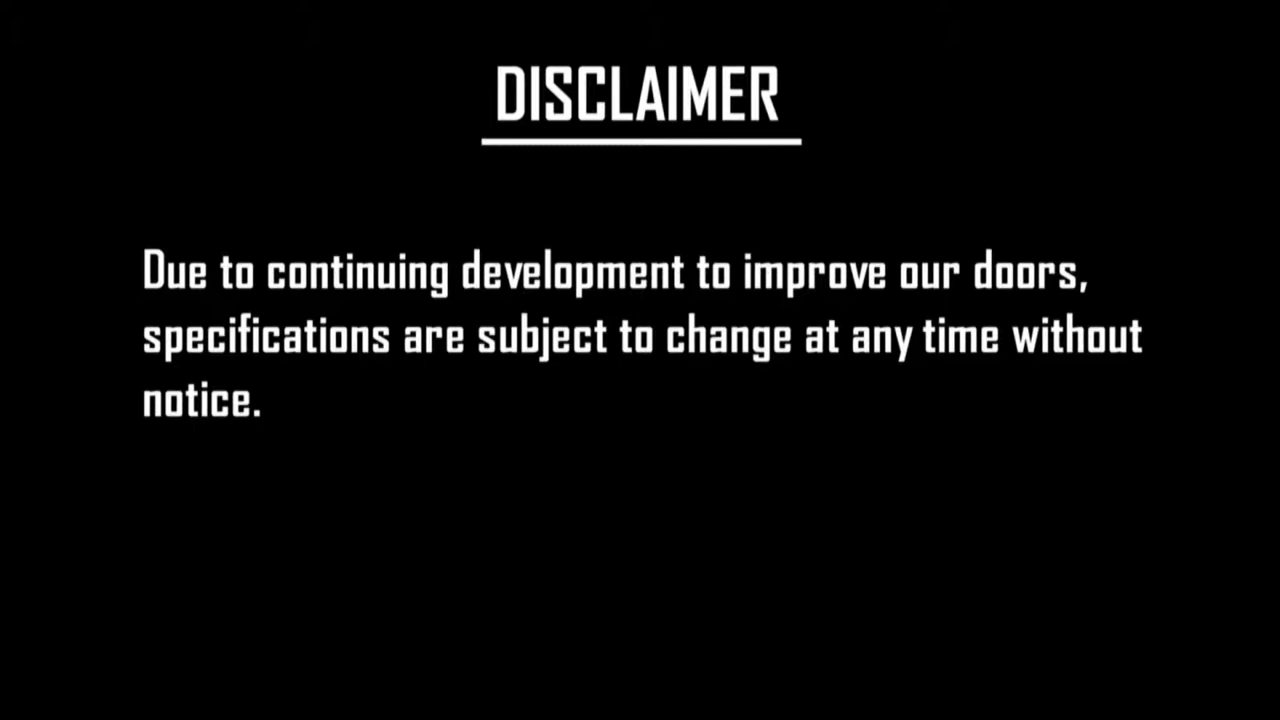 DISCLAIMER
Due to continuing development to improve our doors,
specifications are subject to change at any time without
notice.